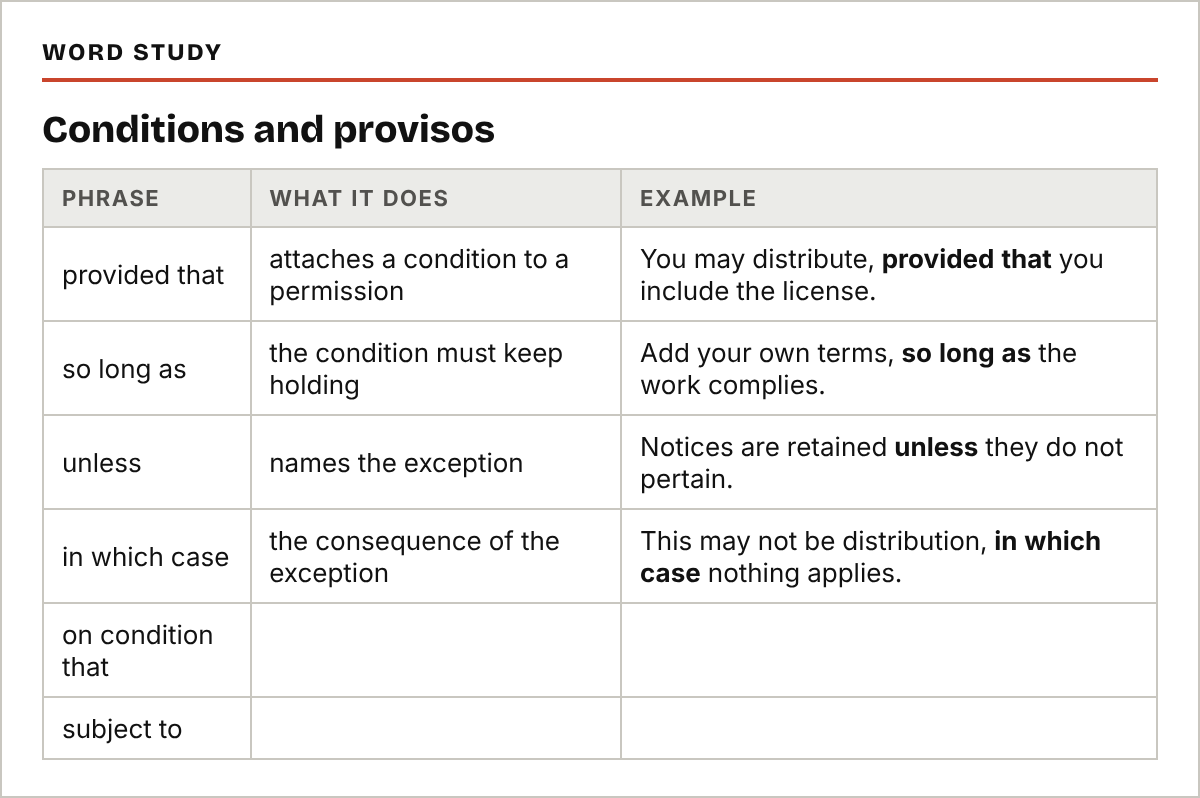 WORD STUDY
Conditions and provisos
PHRASE
WHAT IT DOES
EXAMPLE
provided that
attaches a condition to a
permission
You may distribute, provided that you
include the license.
so long as
the condition must keep
holding
Add your own terms, so long as the
work complies.
unless
names the exception
Notices are retained unless they do not
pertain.
in which case
the consequence of the
exception
This may not be distribution, in which
case nothing applies.
on condition
that
subject to